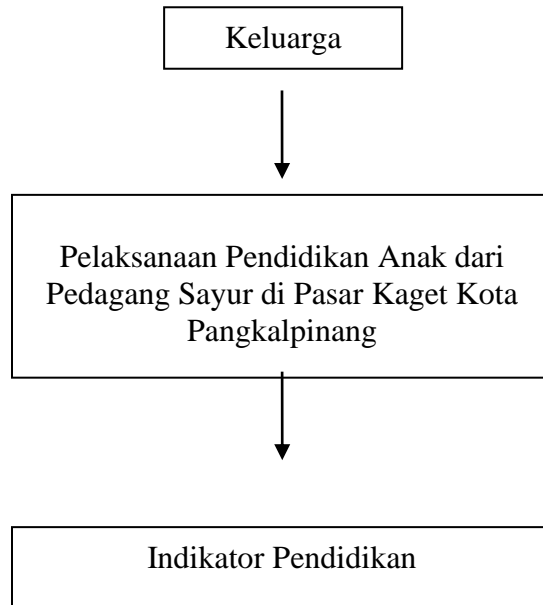 Keluarga
Pelaksanaan Pendidikan Anak dari
Pedagang Sayur di Pasar Kaget Kota
Pangkalpinang
Indikator Pendidikan